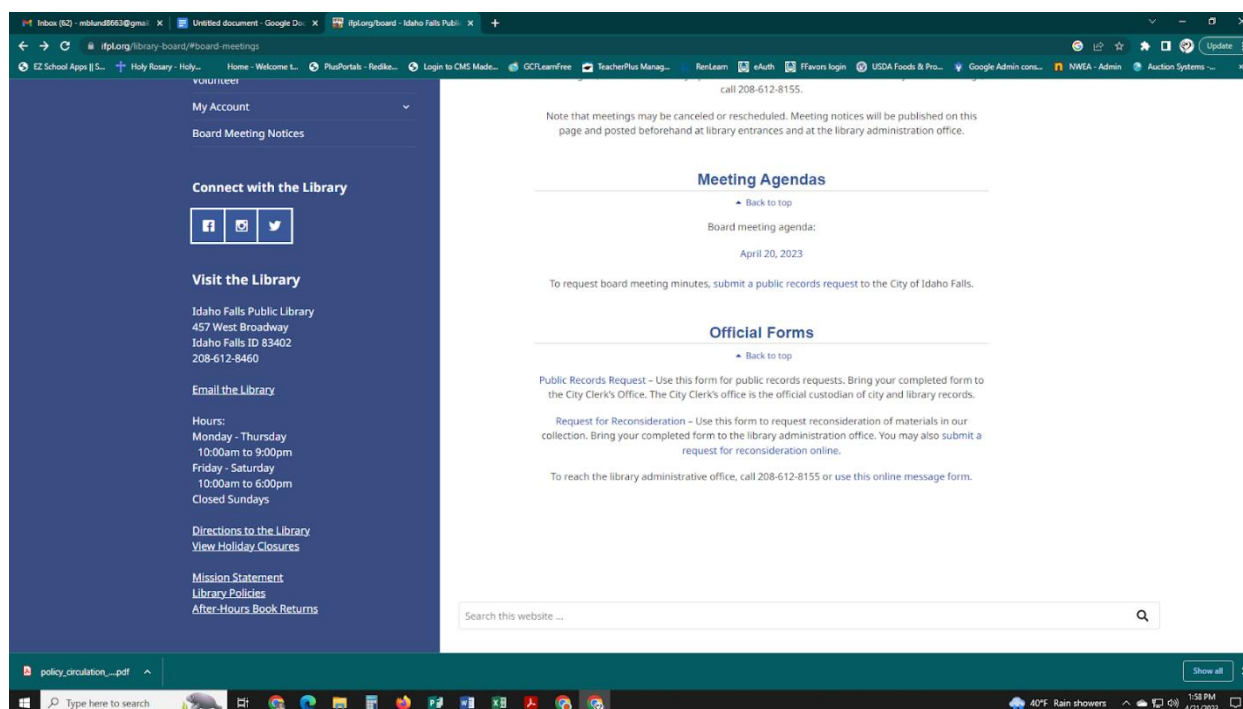 Inbox (62) - mblund8663@gmai
Untitled document - Google Doc
ifpl.org/board - Idaho Falls Publi
ifpl.org/library-board/#board-meetings
Update
EZ School Apps || S...
Holy Rosary - Holy...
Home - Welcome t...
PlusPortals - Redike...
Login to CMS Made...
GCFLearnFree
TeacherPlus Manag...
RenLearn
eAuth
FFavors login
USDA Foods & Pro...
Google Admin cons...
NWEA - Admin
Auction Systems -...
Volunteer
My Account
Board Meeting Notices
Connect with the Library
Visit the Library
Idaho Falls Public Library
457 West Broadway
Idaho Falls ID 83402
208-612-8460
Email the Library
Hours:
Monday - Thursday
10:00am to 9:00pm
Friday - Saturday
10:00am to 6:00pm
Closed Sundays
Directions to the Library
View Holiday Closures
Mission Statement
Library Policies
After-Hours Book Returns
call 208-612-8155.
Note that meetings may be canceled or rescheduled. Meeting notices will be published on this
page and posted beforehand at library entrances and at the library administration office.
Meeting Agendas
Back to top
Board meeting agenda:
April 20, 2023
To request board meeting minutes, submit a public records request to the City of Idaho Falls.
Official Forms
Back to top
Public Records Request – Use this form for public records requests. Bring your completed form to
the City Clerk's Office. The City Clerk's office is the official custodian of city and library records.
Request for Reconsideration – Use this form to request reconsideration of materials in our
collection. Bring your completed form to the library administration office. You may also submit a
request for reconsideration online.
To reach the library administrative office, call 208-612-8155 or use this online message form.
Search this website ...
policy_circulation_....pdf
Show all
Type here to search
40°F Rain showers
1:58 PM
4/21/2023